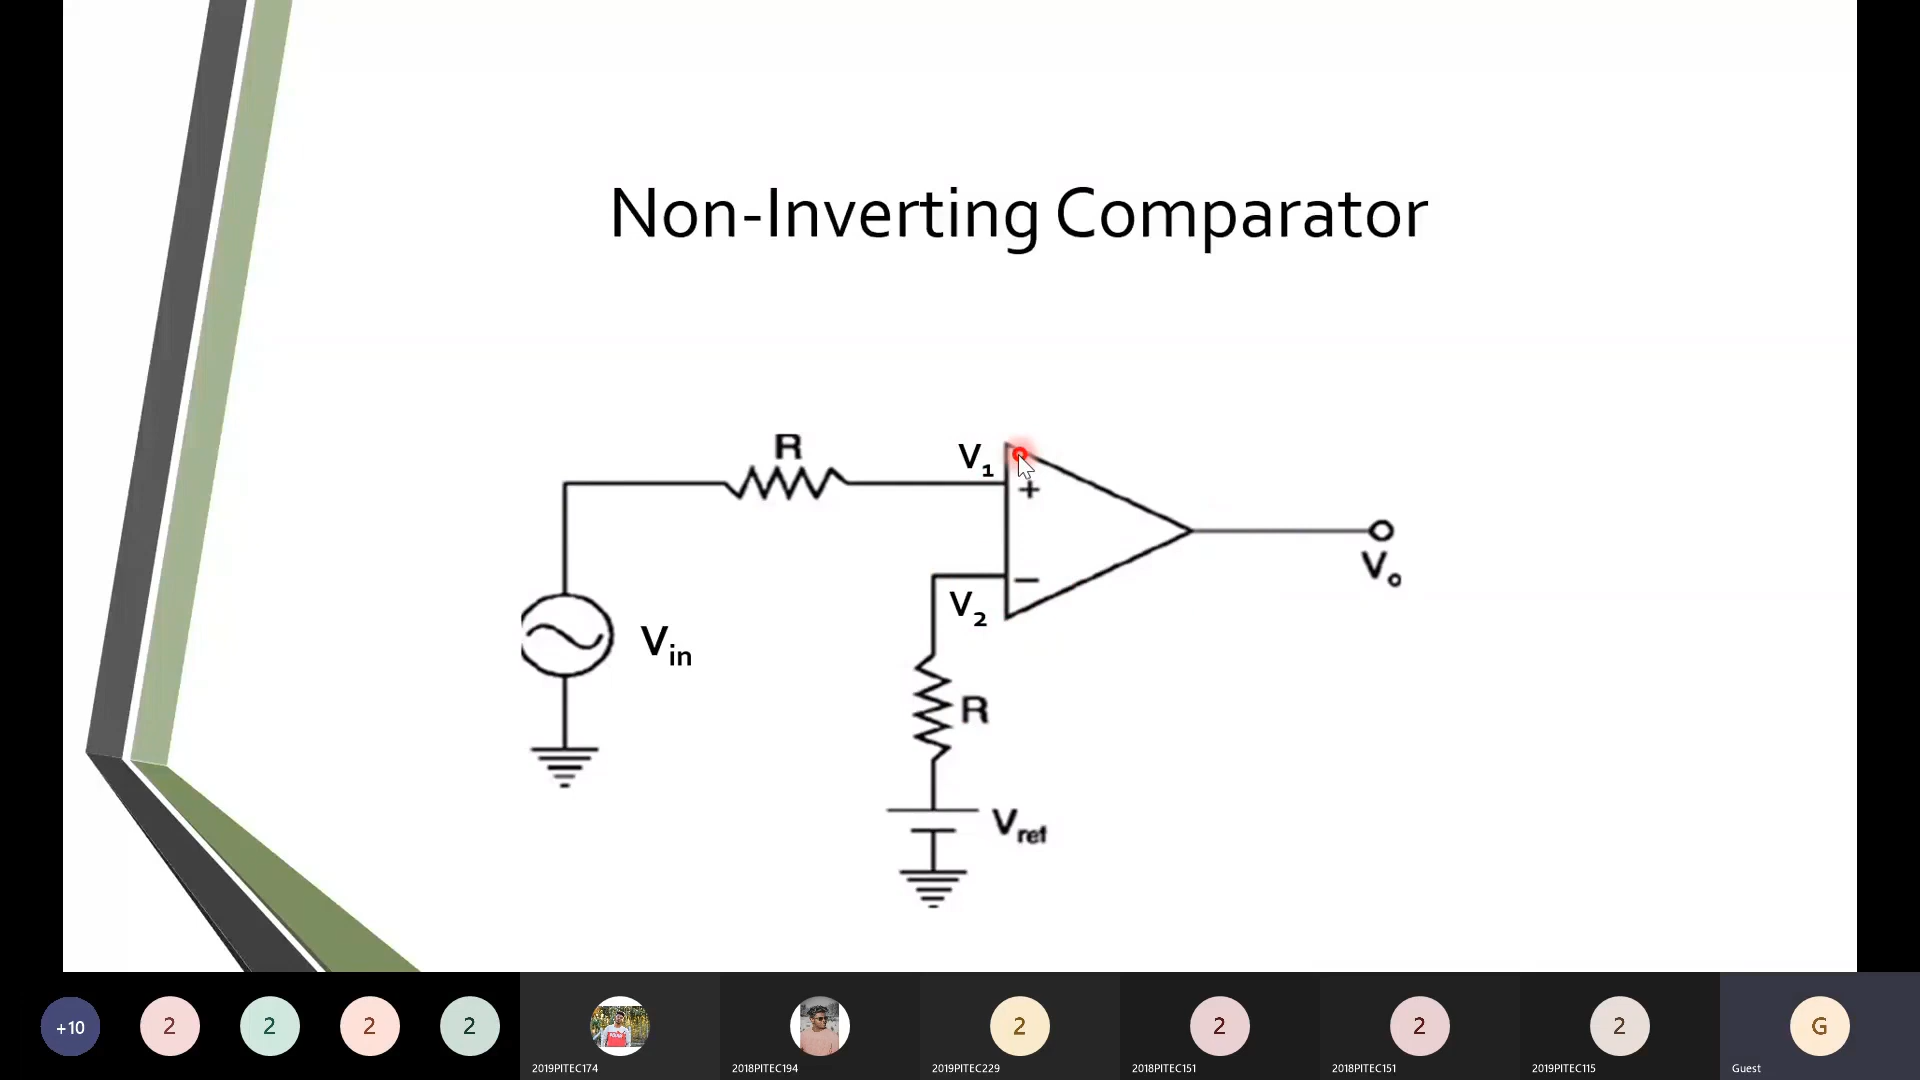 Non-Inverting Comparator
R
V1
+
−
Vo
V2
Vin
R
Vref
+10
2
2
2
2
2
2
2
2
G
2019PITEC174
2018PITEC194
2019PITEC229
2018PITEC151
2018PITEC151
2019PITEC115
Guest